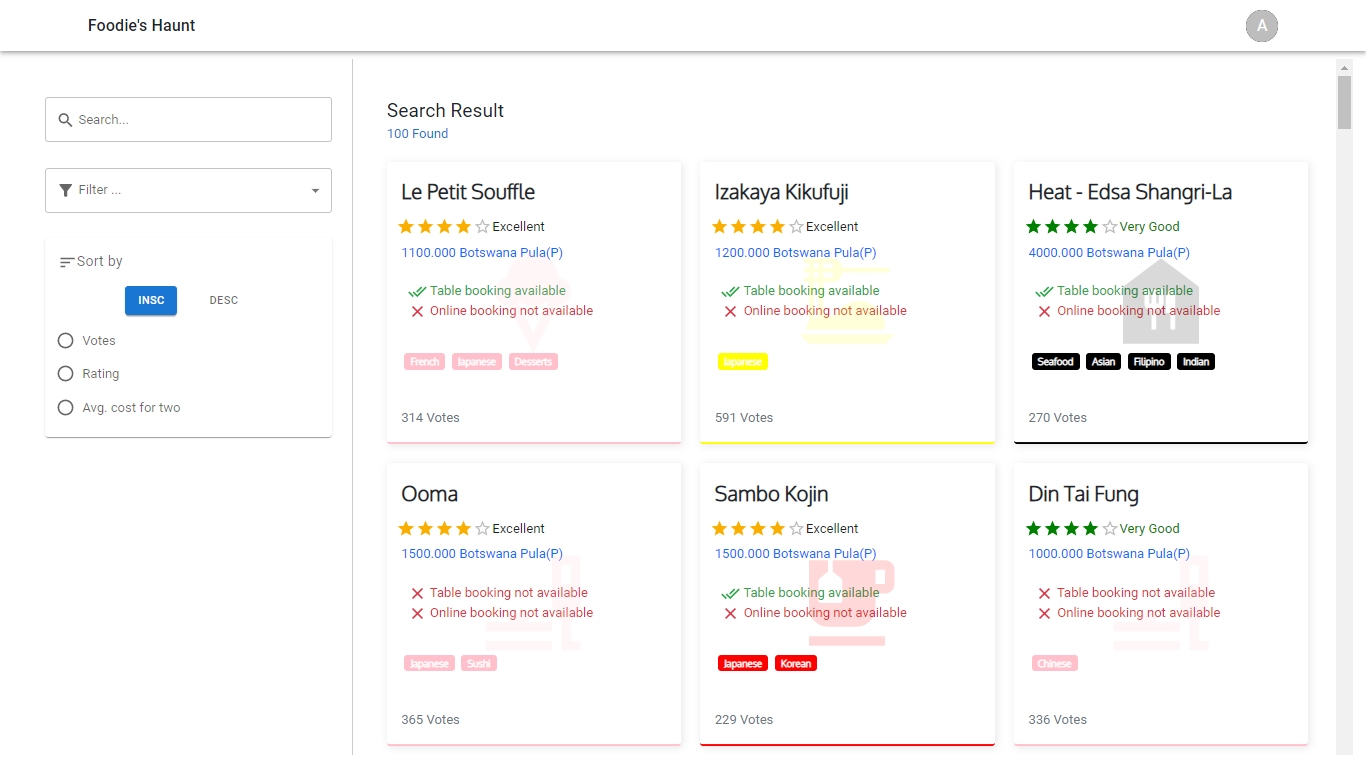 Foodie's Haunt
A
Search...
Filter ...
Sort by
INSC DESC
Votes
Rating
Avg. cost for two
Search Result
100 Found
Le Petit Souffle
Excellent
1100.000 Botswana Pula(P)
Table booking available
Online booking not available
French Japanese Desserts
314 Votes
Izakaya Kikufuji
Excellent
1200.000 Botswana Pula(P)
Table booking available
Online booking not available
Japanese
591 Votes
Heat - Edsa Shangri-La
Very Good
4000.000 Botswana Pula(P)
Table booking available
Online booking not available
Seafood Asian Filipino Indian
270 Votes
Ooma
Excellent
1500.000 Botswana Pula(P)
Table booking not available
Online booking not available
Japanese Sushi
365 Votes
Sambo Kojin
Excellent
1500.000 Botswana Pula(P)
Table booking available
Online booking not available
Japanese Korean
229 Votes
Din Tai Fung
Very Good
1000.000 Botswana Pula(P)
Table booking not available
Online booking not available
Chinese
336 Votes